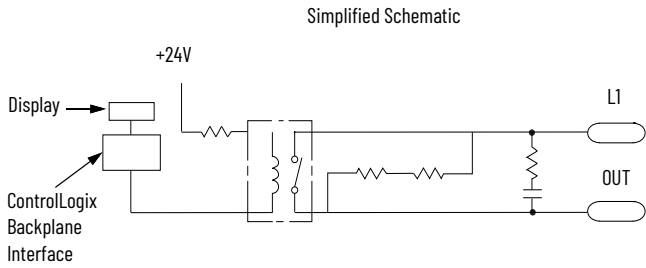 Simplified Schematic
+24V
Display
L1
ControlLogix
Backplane
Interface
OUT